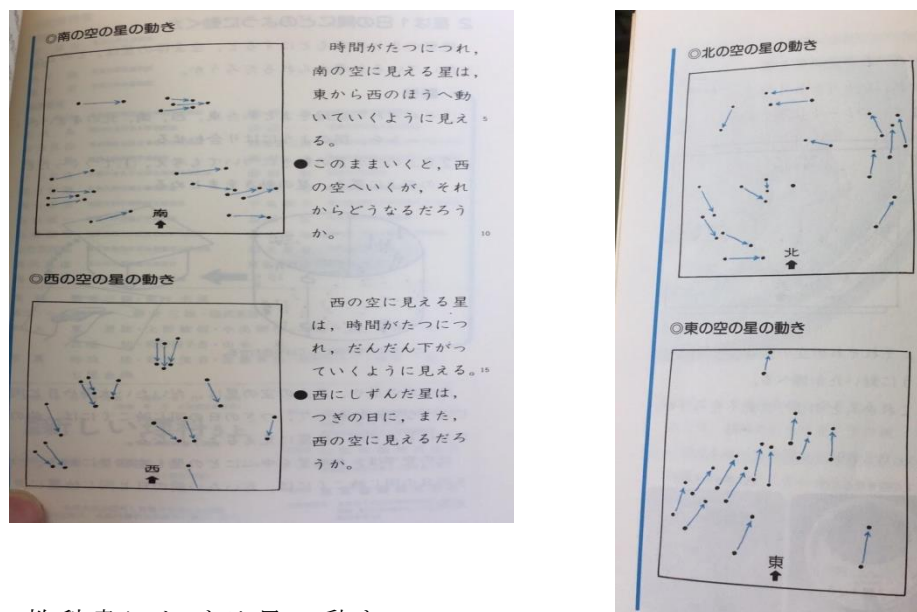 ◎南の空の星の動き
時間がたつにつれ,
南の空に見える星は,
東から西のほうへ動
いていくように見え
る。
5
●このままいくと, 西
の空へいくが, それ
からどうなるだろう
か。
10
南
◎西の空の星の動き
西の空に見える星
は, 時間がたつにつ
れ, だんだん下がっ
ていくように見える。
15
●西にしずんだ星は,
つぎの日に, また,
西の空に見えるだろ
うか。
西
◎北の空の星の動き
北
◎東の空の星の動き
東